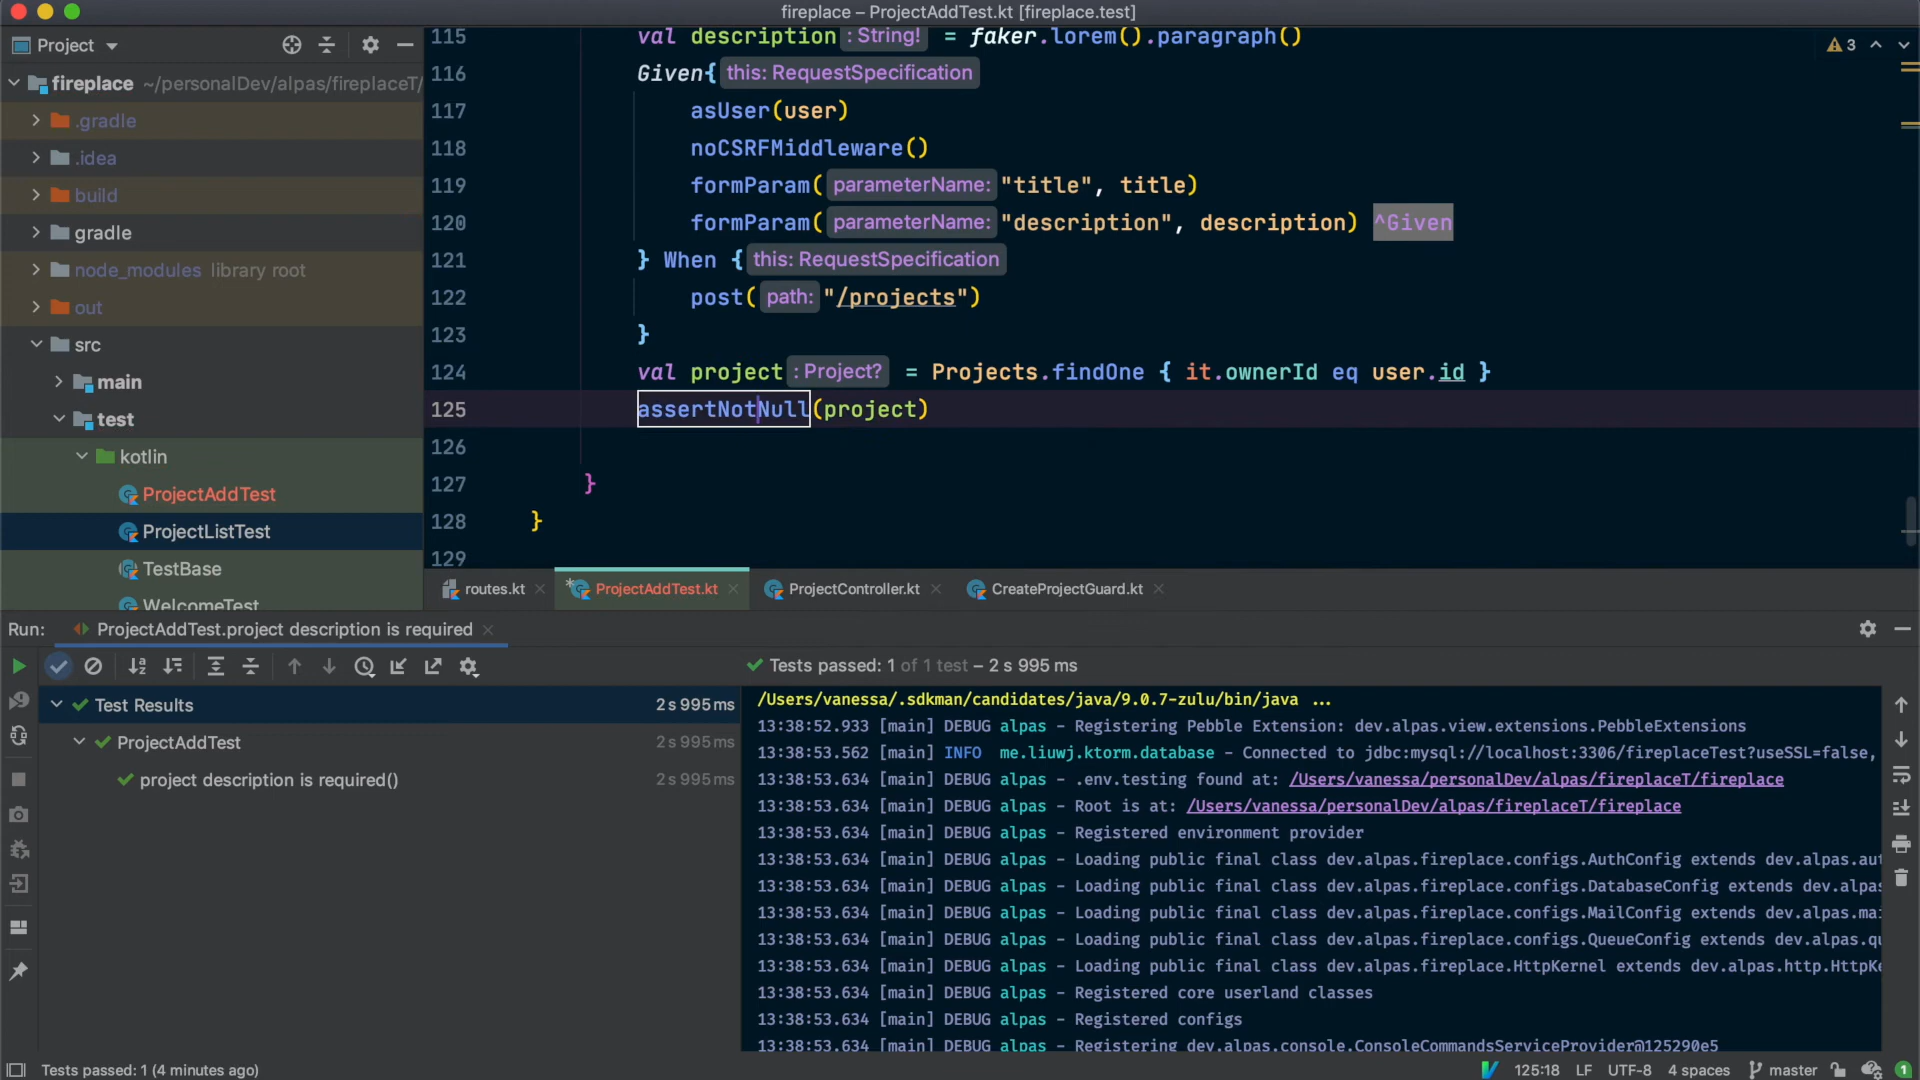 fireplace – ProjectAddTest.kt [fireplace.test]
Project
fireplace ~/personalDev/alpas/fireplaceT/
.gradle
.idea
build
gradle
node_modules library root
out
src
main
test
kotlin
ProjectAddTest
ProjectListTest
TestBase
WelcomeTest
3
115 val description : String! = faker.lorem().paragraph()
116 Given{ this: RequestSpecification
117 asUser(user)
118 noCSRFMiddleware()
119 formParam( parameterName: "title", title)
120 formParam( parameterName: "description", description) ^Given
121 } When { this: RequestSpecification
122 post( path: "/projects")
123 }
124 val project : Project? = Projects.findOne { it.ownerId eq user.id }
125 assertNotNull(project)
126
127 }
128 }
129
routes.kt
ProjectAddTest.kt
ProjectController.kt
CreateProjectGuard.kt
Run: ProjectAddTest.project description is required
Tests passed: 1 of 1 test – 2 s 995 ms
Test Results 2 s 995 ms
ProjectAddTest 2 s 995 ms
project description is required() 2 s 995 ms
/Users/vanessa/.sdkman/candidates/java/9.0.7-zulu/bin/java ...
13:38:52.933 [main] DEBUG alpas - Registering Pebble Extension: dev.alpas.view.extensions.PebbleExtensions
13:38:53.562 [main] INFO me.liuwj.ktorm.database - Connected to jdbc:mysql://localhost:3306/fireplaceTest?useSSL=false,
13:38:53.634 [main] DEBUG alpas - .env.testing found at: /Users/vanessa/personalDev/alpas/fireplaceT/fireplace
13:38:53.634 [main] DEBUG alpas - Root is at: /Users/vanessa/personalDev/alpas/fireplaceT/fireplace
13:38:53.634 [main] DEBUG alpas - Registered environment provider
13:38:53.634 [main] DEBUG alpas - Loading public final class dev.alpas.fireplace.configs.AuthConfig extends dev.alpas.aut
13:38:53.634 [main] DEBUG alpas - Loading public final class dev.alpas.fireplace.configs.DatabaseConfig extends dev.alpas
13:38:53.634 [main] DEBUG alpas - Loading public final class dev.alpas.fireplace.configs.MailConfig extends dev.alpas.mai
13:38:53.634 [main] DEBUG alpas - Loading public final class dev.alpas.fireplace.configs.QueueConfig extends dev.alpas.qu
13:38:53.634 [main] DEBUG alpas - Loading public final class dev.alpas.fireplace.HttpKernel extends dev.alpas.http.HttpKe
13:38:53.634 [main] DEBUG alpas - Registered core userland classes
13:38:53.634 [main] DEBUG alpas - Registered configs
13:38:53.634 [main] DEBUG alpas - Registering dev.alpas.console.ConsoleCommandsServiceProvider@125290e5
Tests passed: 1 (4 minutes ago)
125:18 LF UTF-8 4 spaces master 1